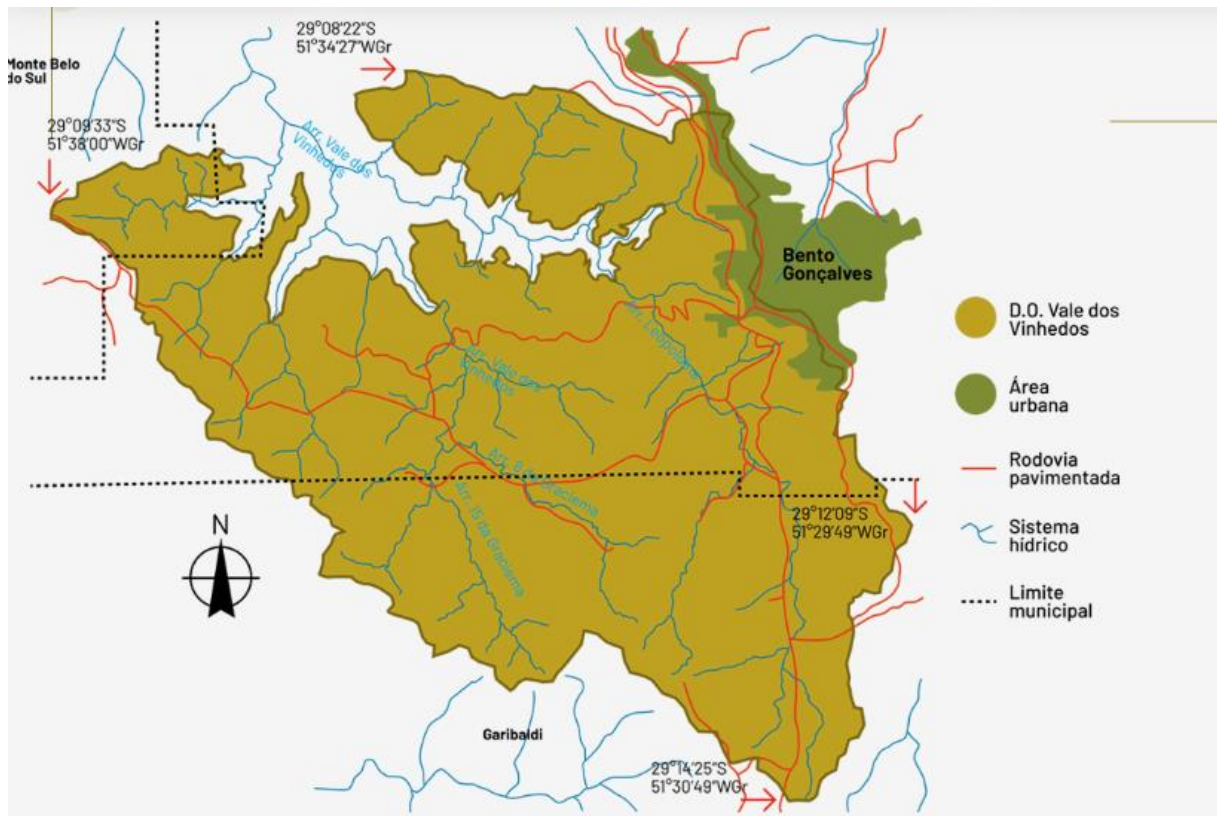 29°08'22"S
51°34'27"WGr
Monte Belo
do Sul
29°09'33"S
51°38'00"WGr
Arr. Vale dos
Vinhedos
Bento
Gonçalves
Arr. Leopoldina
Arr. Vale dos
Vinhedos
Arr. 8 da Graciema
Arr. 15 da Graciema
29°12'09"S
51°29'49"WGr
N
Garibaldi
29°14'25"S
51°30'49"WGr
D.O. Vale dos
Vinhedos
Área
urbana
Rodovia
pavimentada
Sistema
hídrico
Limite
municipal